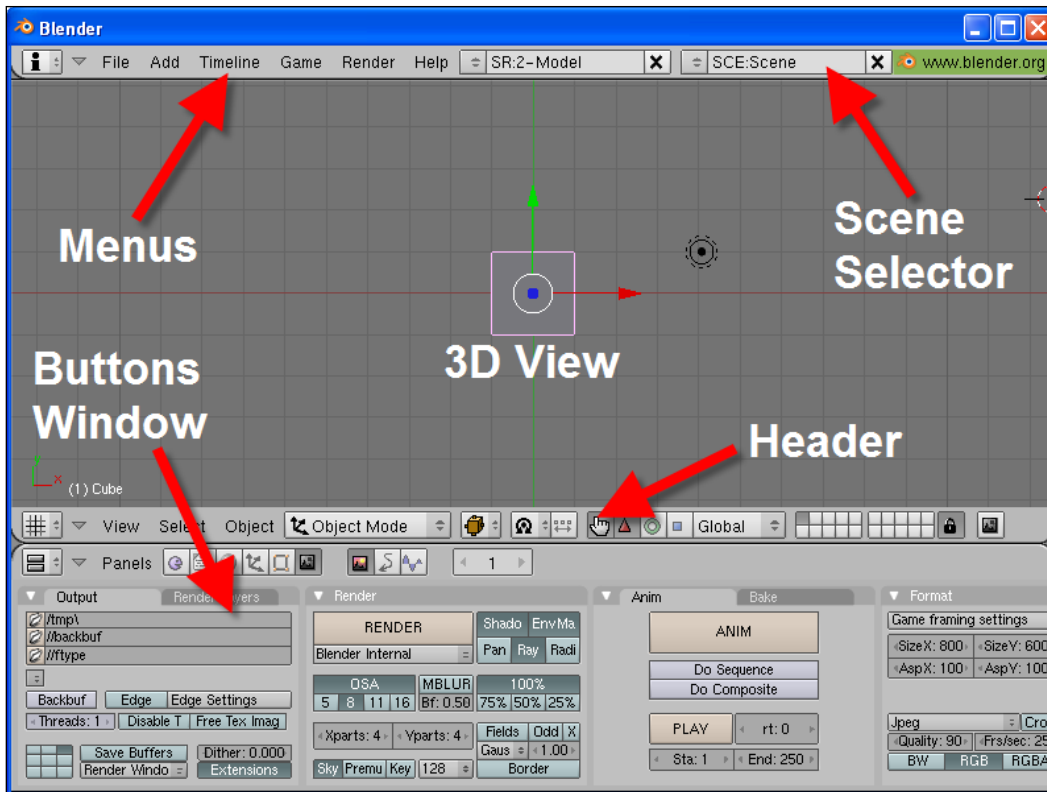 Blender
File Add Timeline Game Render Help SR:2-Model SCE:Scene www.blender.org
Menus
Scene
Selector
3D View
Buttons
Window
Header
y
x
(1) Cube
View Select Object Object Mode Global
Panels 1
Output Render Render Anim Bake Format
//tmp\
//backbuf
//ftype
Backbuf Edge Edge Settings
Threads: 1 Disable T Free Tex Imag
Save Buffers Dither: 0.000
Render Windo Extensions
RENDER Shado EnvMa
Blender Internal Pan Ray Radi
OSA MBLUR 100%
5 8 11 16 Bf: 0.50 75% 50% 25%
Xparts: 4 Yparts: 4 Fields Odd X
Gaus 1.00
Sky Premu Key 128 Border
ANIM
Do Sequence
Do Composite
PLAY rt: 0
Sta: 1 End: 250
Game framing settings
SizeX: 800 SizeY: 600
AspX: 100 AspY: 100
Jpeg Cro
Quality: 90 Frs/sec: 25
BW RGB RGBA